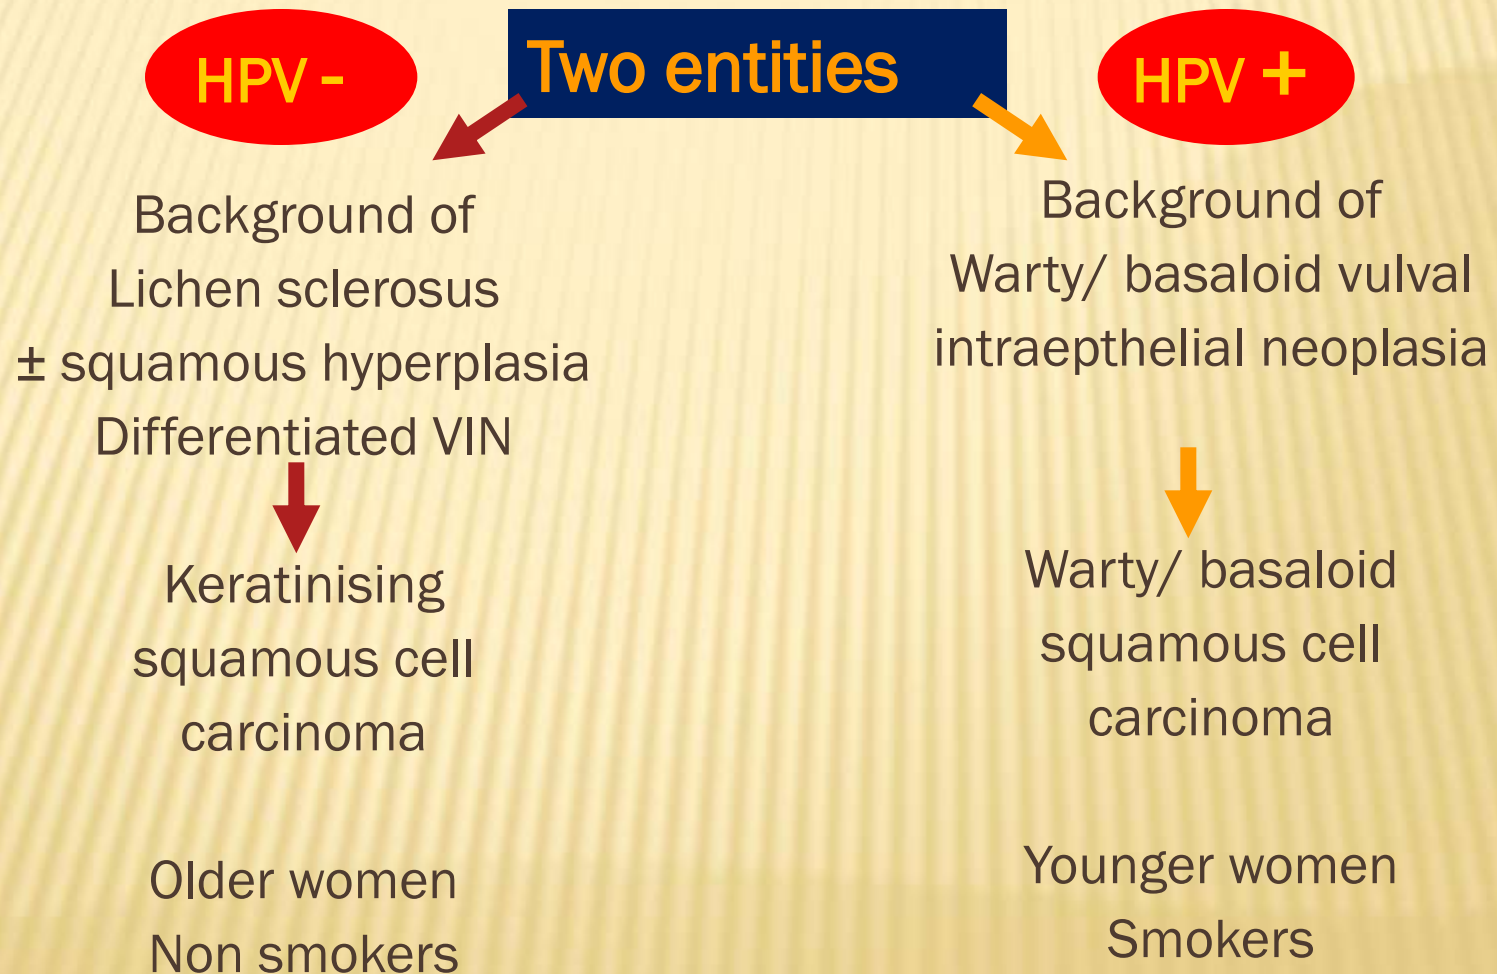 HPV -
Two entities
HPV +
Background of
Lichen sclerosus
± squamous hyperplasia
Differentiated VIN
Keratinising
squamous cell
carcinoma
Older women
Non smokers
Background of
Warty/ basaloid vulval
intraepthelial neoplasia
Warty/ basaloid
squamous cell
carcinoma
Younger women
Smokers